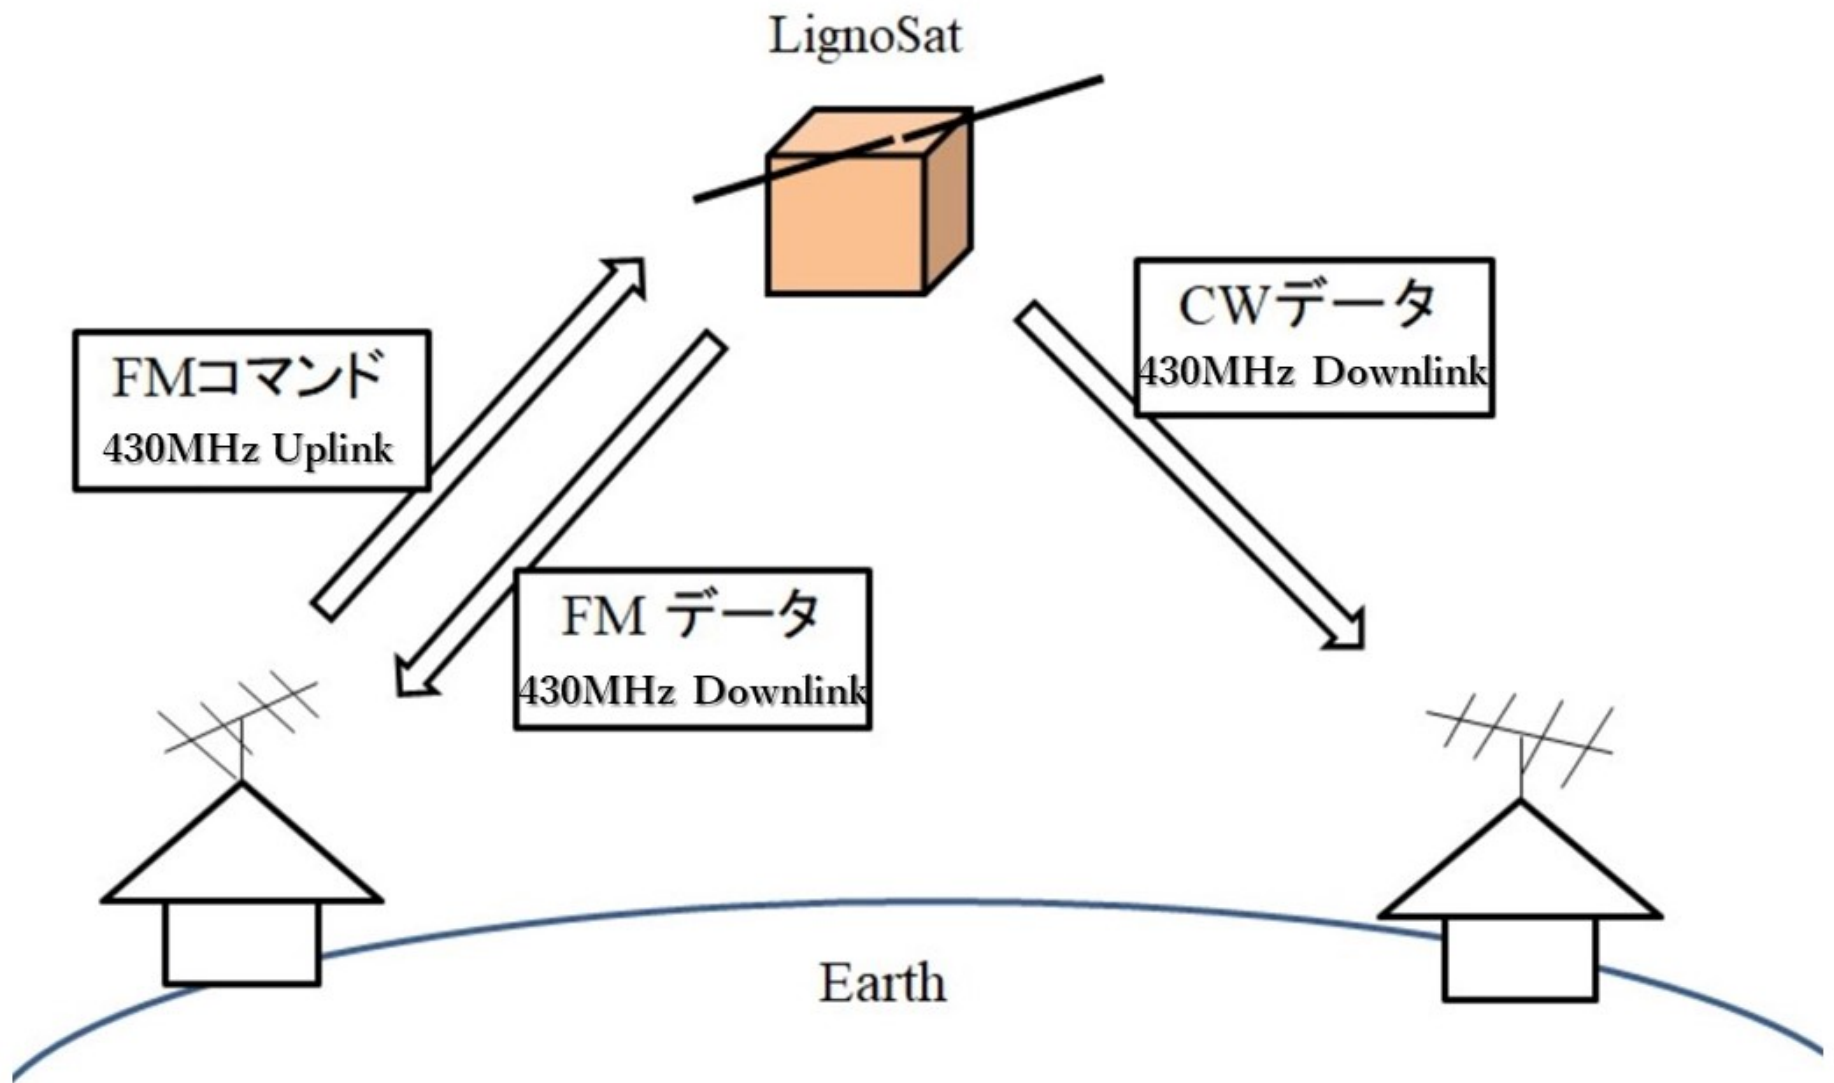 LignoSat
CWデータ
430MHz Downlink
FMコマンド
430MHz Uplink
FM データ
430MHz Downlink
Earth